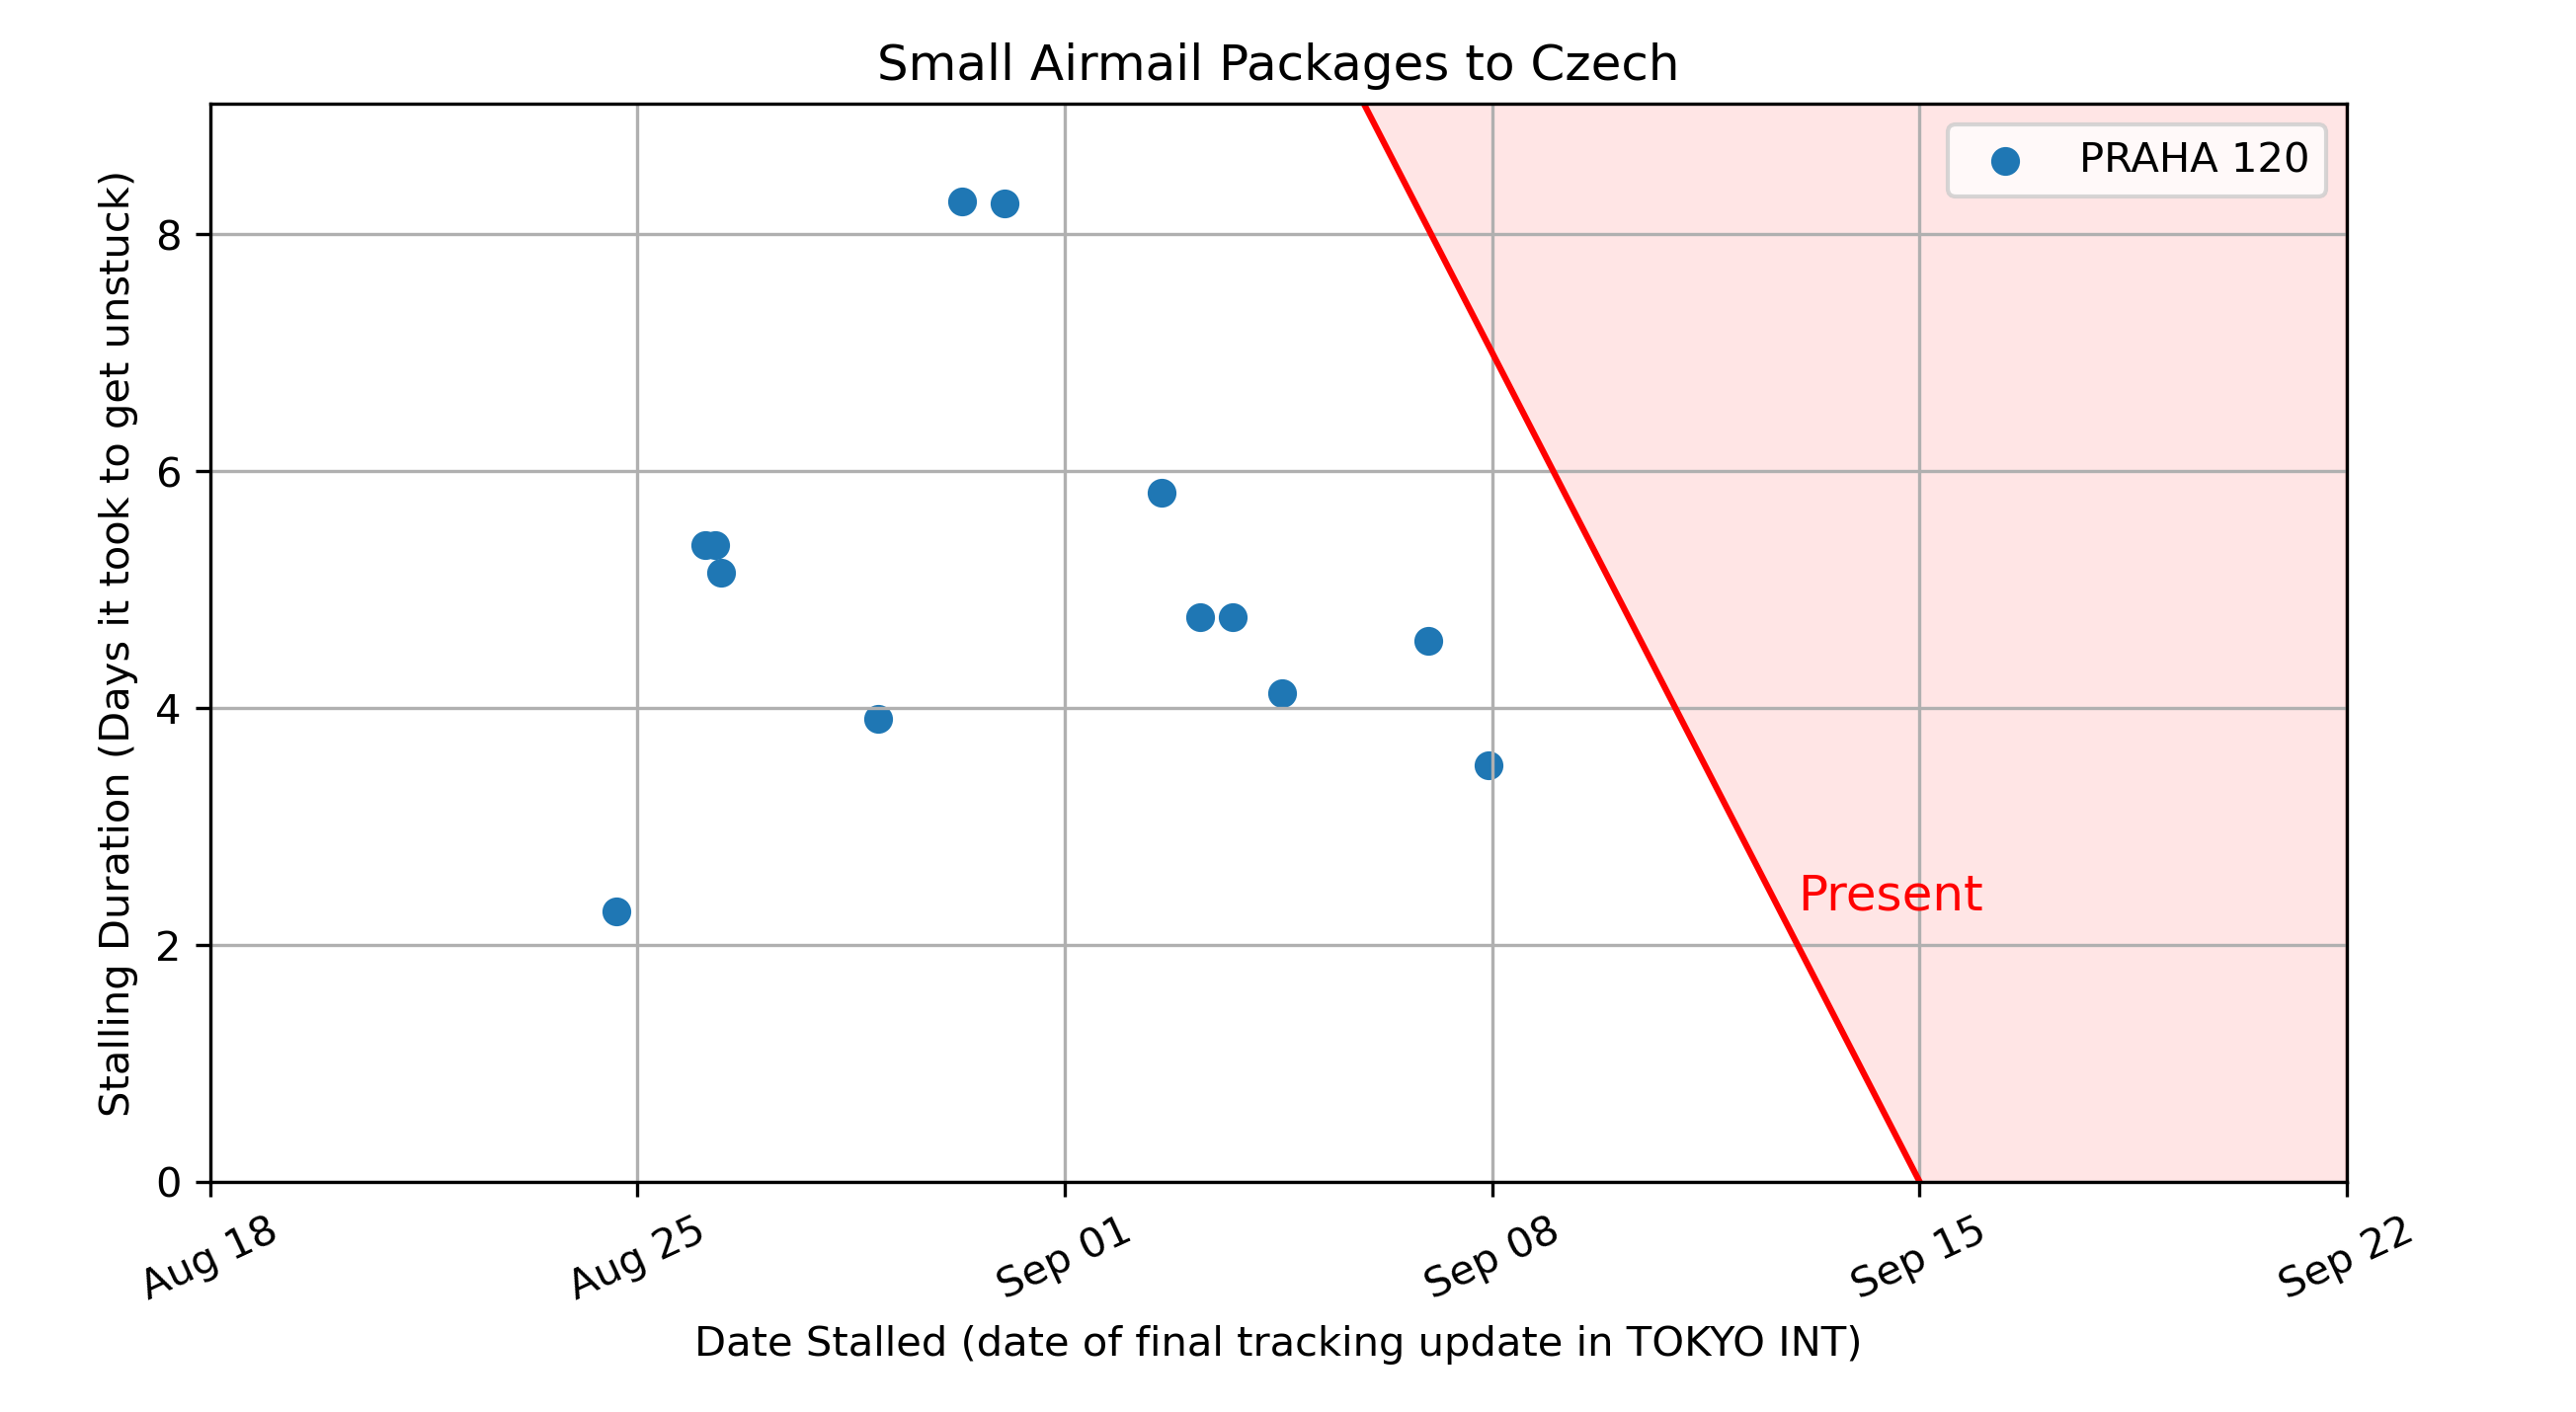 Small Airmail Packages to Czech
PRAHA 120
Stalling Duration (Days it took to get unstuck)
8
6
4
2
0
Present
Aug 18
Aug 25
Sep 01
Sep 08
Sep 15
Sep 22
Date Stalled (date of final tracking update in TOKYO INT)